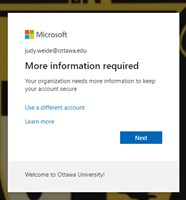 Microsoft
judy.weide@ottawa.edu
More information required
Your organization needs more information to keep
your account secure
Use a different account
Learn more
Next
Welcome to Ottawa University!